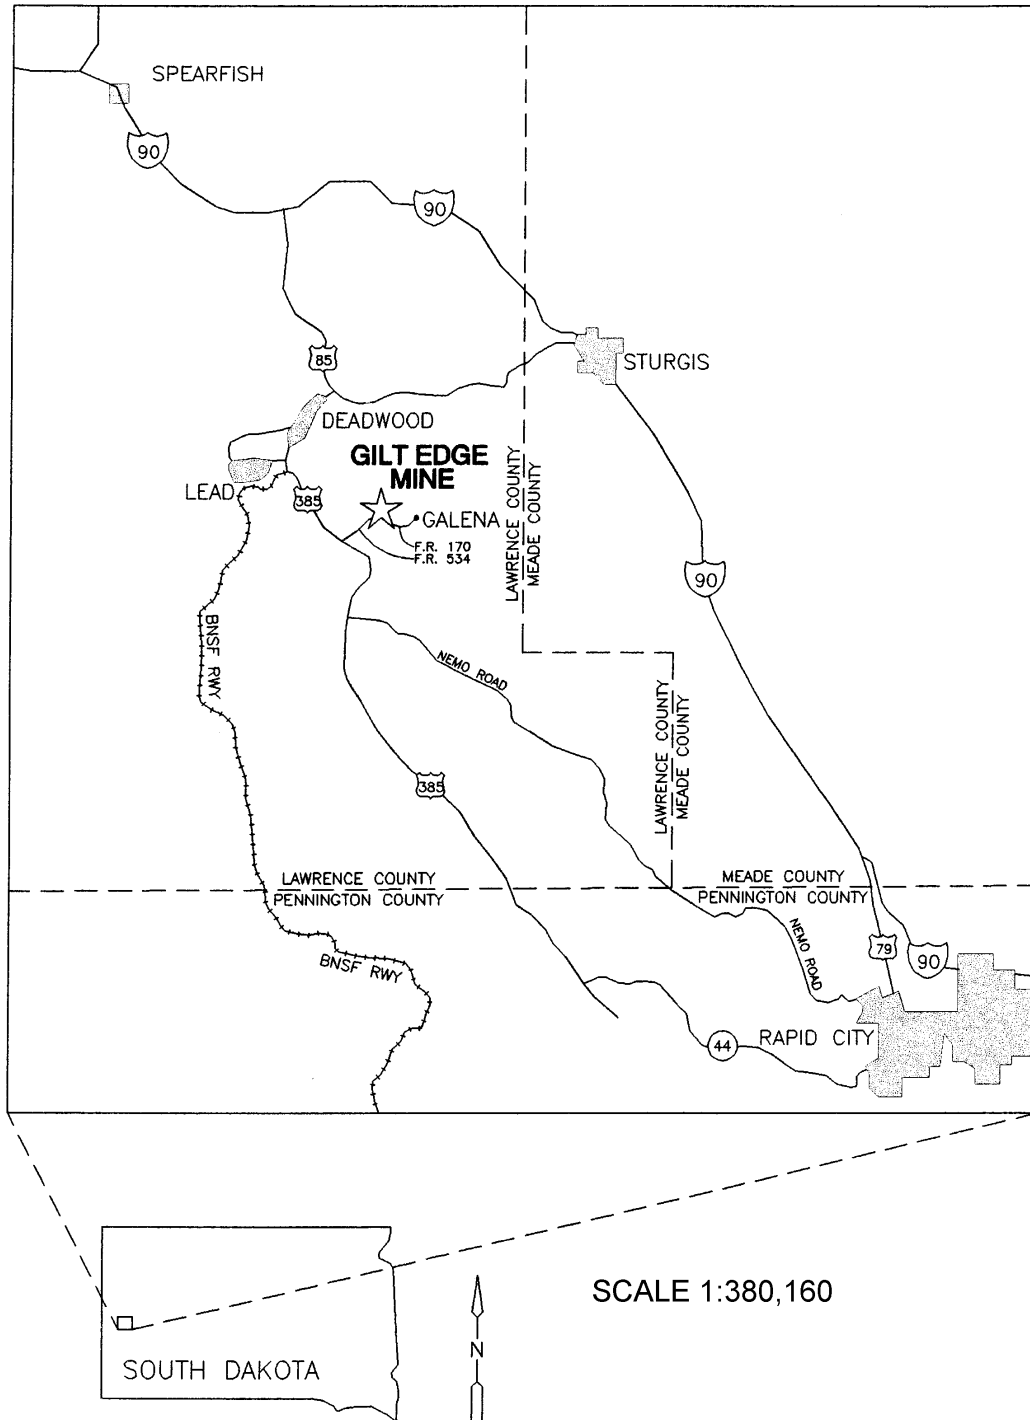 SPEARFISH
90
90
85
STURGIS
DEADWOOD
GILT EDGE
MINE
LEAD
385
GALENA
F.R. 170
F.R. 534
LAWRENCE COUNTY
MEADE COUNTY
90
BNSF RWY
NEMO ROAD
LAWRENCE COUNTY
MEADE COUNTY
385
LAWRENCE COUNTY
PENNINGTON COUNTY
MEADE COUNTY
PENNINGTON COUNTY
NEMO ROAD
79
90
BNSF RWY
44
RAPID CITY
SCALE 1:380,160
N
SOUTH DAKOTA